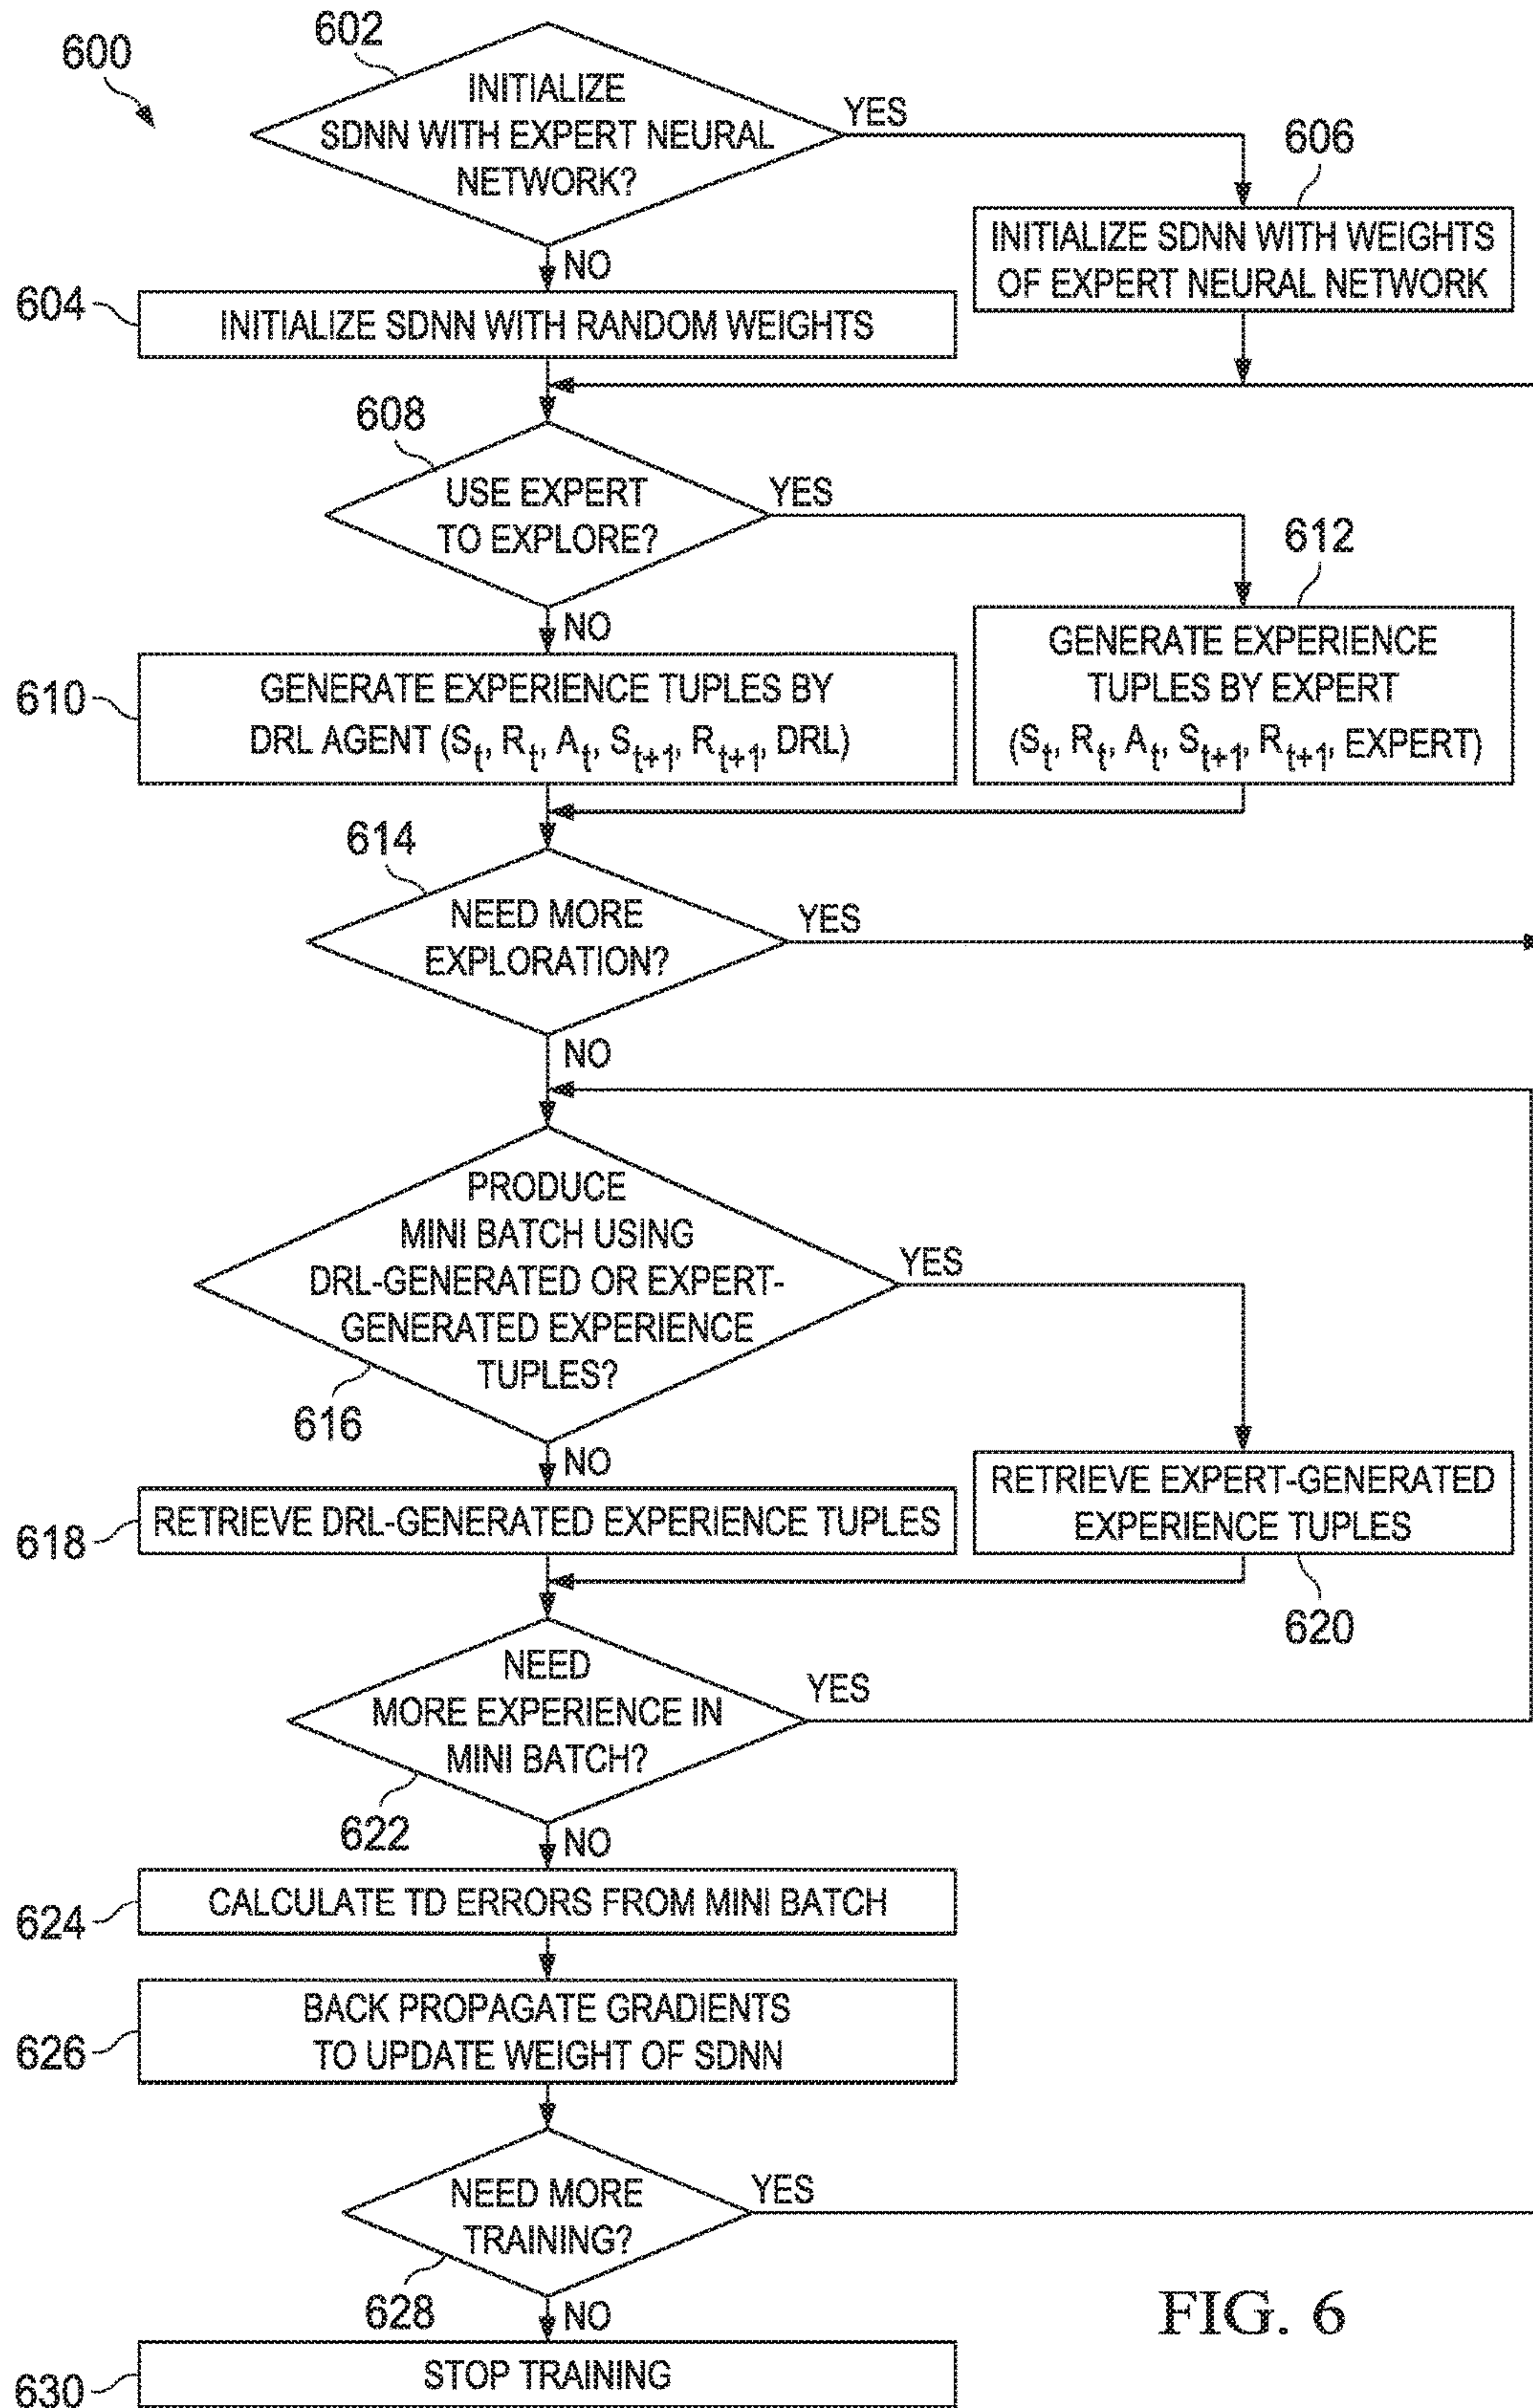 600
602
INITIALIZE
SDNN WITH EXPERT NEURAL
NETWORK?
YES
NO
606
INITIALIZE SDNN WITH WEIGHTS
OF EXPERT NEURAL NETWORK
604
INITIALIZE SDNN WITH RANDOM WEIGHTS
608
USE EXPERT
TO EXPLORE?
YES
NO
612
GENERATE EXPERIENCE
TUPLES BY EXPERT
(St, Rt, At, St+1, Rt+1, EXPERT)
610
GENERATE EXPERIENCE TUPLES BY
DRL AGENT (St, Rt, At, St+1, Rt+1, DRL)
614
NEED MORE
EXPLORATION?
YES
NO
PRODUCE
MINI BATCH USING
DRL-GENERATED OR EXPERT-
GENERATED EXPERIENCE
TUPLES?
616
YES
NO
618
RETRIEVE DRL-GENERATED EXPERIENCE TUPLES
RETRIEVE EXPERT-GENERATED
EXPERIENCE TUPLES
620
NEED
MORE EXPERIENCE IN
MINI BATCH?
622
YES
NO
624
CALCULATE TD ERRORS FROM MINI BATCH
626
BACK PROPAGATE GRADIENTS
TO UPDATE WEIGHT OF SDNN
NEED MORE
TRAINING?
628
YES
NO
630
STOP TRAINING
FIG. 6